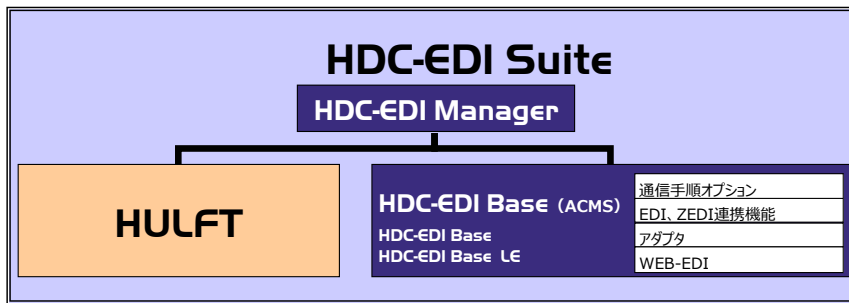 HDC-EDI Suite
HDC-EDI Manager
HULFT
HDC-EDI Base（ACMS）
HDC-EDI Base
HDC-EDI Base LE
通信手順オプション
EDI、ZEDI連携機能
アダプタ
WEB-EDI